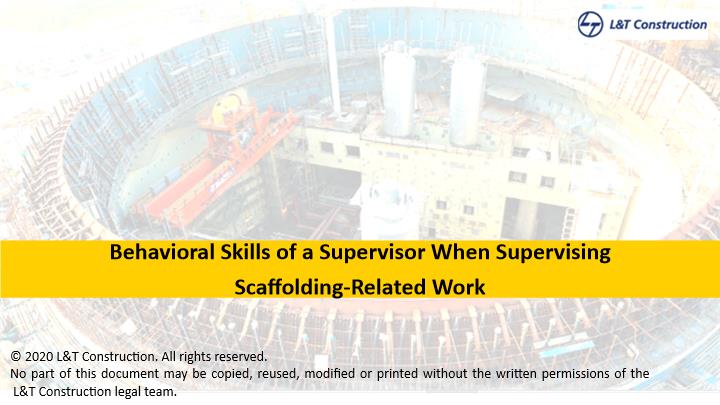 L&T Construction
Behavioral Skills of a Supervisor When Supervising
Scaffolding-Related Work
© 2020 L&T Construction. All rights reserved.
No part of this document may be copied, reused, modified or printed without the written permissions of the
L&T Construction legal team.